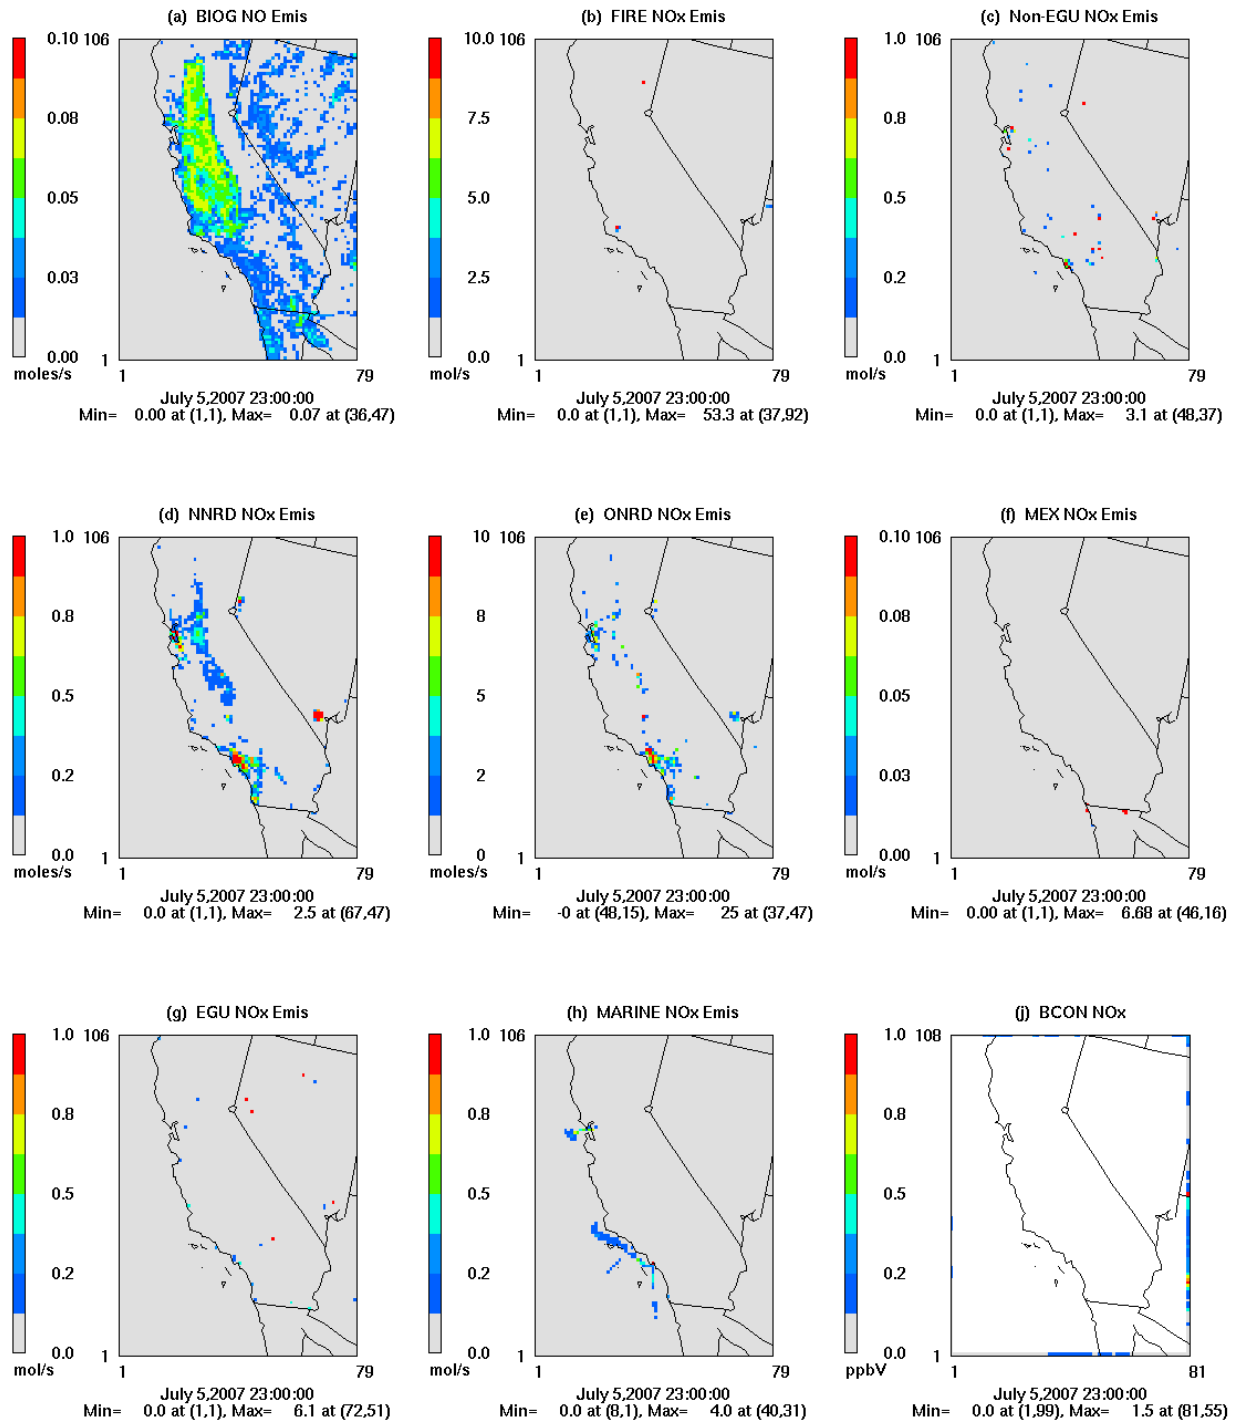 (a) BIOG NO Emis
0.10 106
0.08
0.05
0.03
0.00 1
moles/s 1 79
July 5,2007 23:00:00
Min= 0.00 at (1,1), Max= 0.07 at (36,47)
(b) FIRE NOx Emis
10.0 106
7.5
5.0
2.5
0.0 1
mol/s 1 79
July 5,2007 23:00:00
Min= 0.0 at (1,1), Max= 53.3 at (37,92)
(c) Non-EGU NOx Emis
1.0 106
0.8
0.5
0.2
0.0 1
mol/s 1 79
July 5,2007 23:00:00
Min= 0.0 at (1,1), Max= 3.1 at (48,37)
(d) NNRD NOx Emis
1.0 106
0.8
0.5
0.2
0.0 1
moles/s 1 79
July 5,2007 23:00:00
Min= 0.0 at (1,1), Max= 2.5 at (67,47)
(e) ONRD NOx Emis
10 106
8
5
2
0 1
moles/s 1 79
July 5,2007 23:00:00
Min= -0 at (48,15), Max= 25 at (37,47)
(f) MEX NOx Emis
0.10 106
0.08
0.05
0.03
0.00 1
mol/s 1 79
July 5,2007 23:00:00
Min= 0.00 at (1,1), Max= 6.68 at (46,16)
(g) EGU NOx Emis
1.0 106
0.8
0.5
0.2
0.0 1
mol/s 1 79
July 5,2007 23:00:00
Min= 0.0 at (1,1), Max= 6.1 at (72,51)
(h) MARINE NOx Emis
1.0 106
0.8
0.5
0.2
0.0 1
mol/s 1 79
July 5,2007 23:00:00
Min= 0.0 at (8,1), Max= 4.0 at (40,31)
(j) BCON NOx
1.0 108
0.8
0.5
0.2
0.0 1
ppbV 1 81
July 5,2007 23:00:00
Min= 0.0 at (1,99), Max= 1.5 at (81,55)